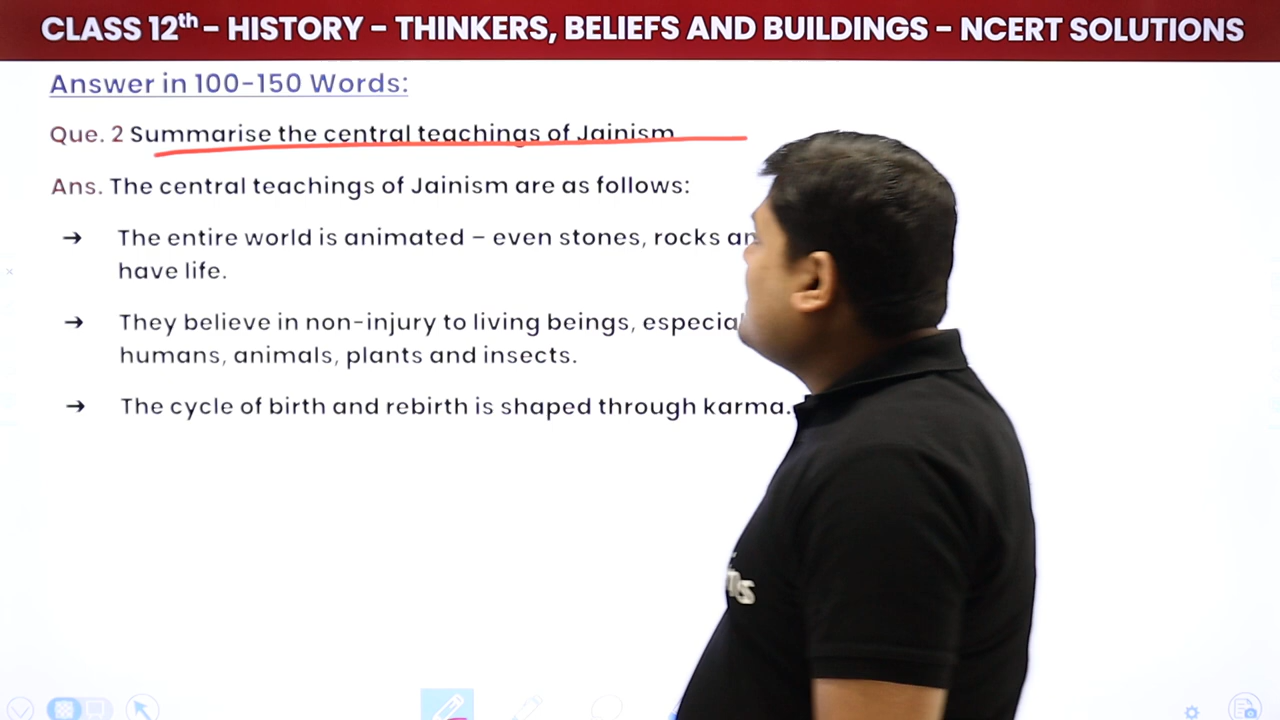 CLASS 12th - HISTORY - THINKERS, BELIEFS AND BUILDINGS - NCERT SOLUTIONS
Answer in 100-150 Words:
Que. 2 Summarise the central teachings of Jainism
Ans. The central teachings of Jainism are as follows:
→ The entire world is animated – even stones, rocks
have life.
→ They believe in non-injury to living beings,
humans, animals, plants and insects.
→ The cycle of birth and rebirth is shaped through karma.